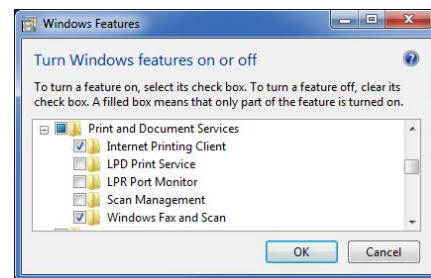 Windows Features
Turn Windows features on or off
To turn a feature on, select its check box. To turn a feature off, clear its
check box. A filled box means that only part of the feature is turned on.
Print and Document Services
Internet Printing Client
LPD Print Service
LPR Port Monitor
Scan Management
Windows Fax and Scan
OK Cancel